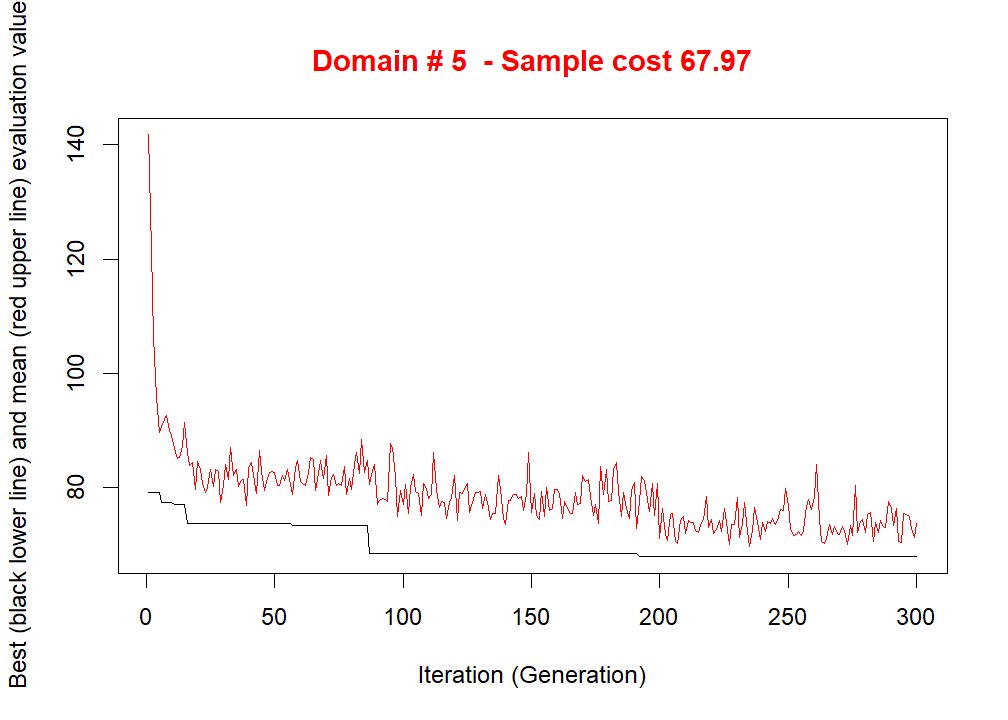 Domain # 5  - Sample cost 67.97
Best (black lower line) and mean (red upper line) evaluation value
140
120
100
80
0 50 100 150 200 250 300
Iteration (Generation)